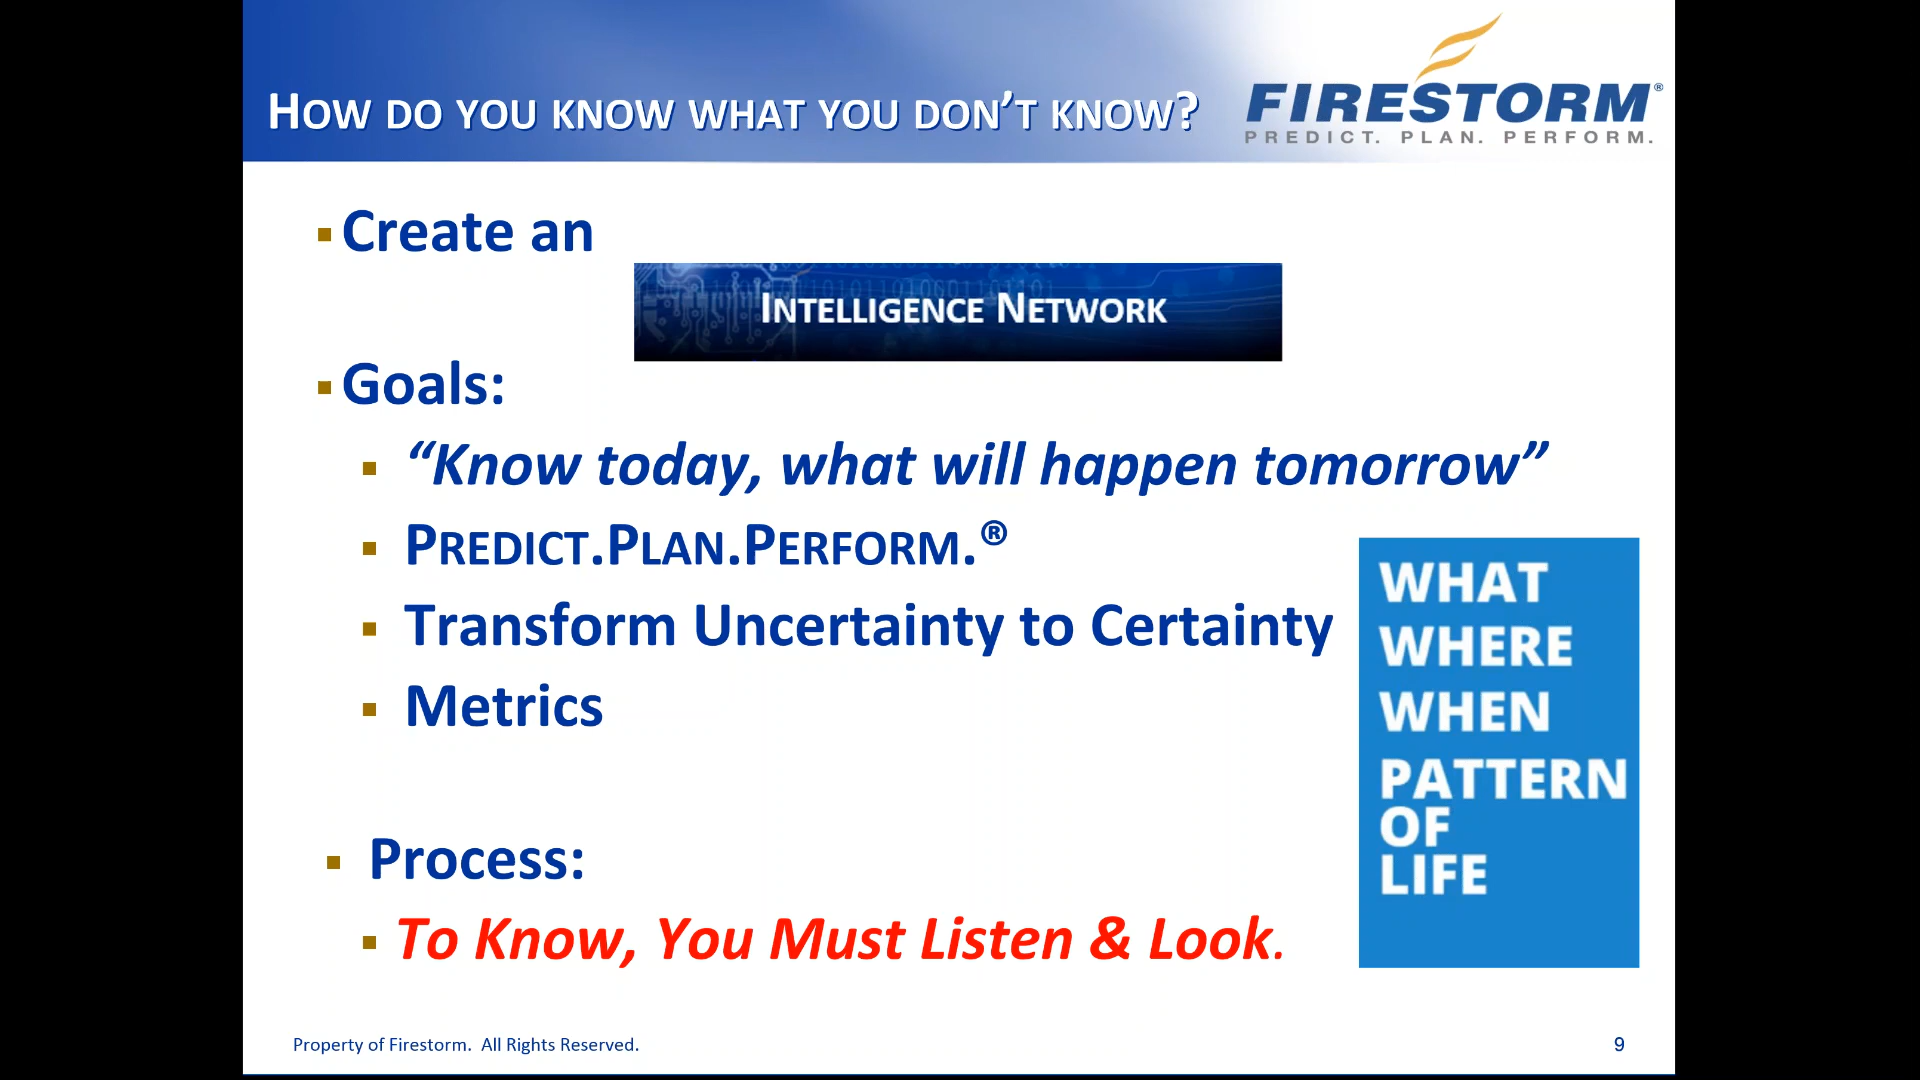 HOW DO YOU KNOW WHAT YOU DON’T KNOW?
FIRESTORM®
PREDICT. PLAN. PERFORM.
▪ Create an
INTELLIGENCE NETWORK
▪ Goals:
▪ “Know today, what will happen tomorrow”
▪ PREDICT.PLAN.PERFORM.®
▪ Transform Uncertainty to Certainty
▪ Metrics
WHAT
WHERE
WHEN
PATTERN
OF
LIFE
▪ Process:
▪ To Know, You Must Listen & Look.
Property of Firestorm.  All Rights Reserved.
9